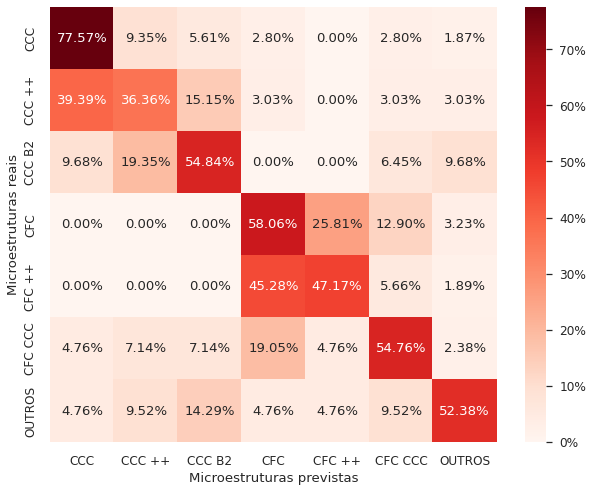 CCC 77.57% 9.35% 5.61% 2.80% 0.00% 2.80% 1.87%
CCC ++ 39.39% 36.36% 15.15% 3.03% 0.00% 3.03% 3.03%
CCC B2 9.68% 19.35% 54.84% 0.00% 0.00% 6.45% 9.68%
CFC 0.00% 0.00% 0.00% 58.06% 25.81% 12.90% 3.23%
CFC ++ 0.00% 0.00% 0.00% 45.28% 47.17% 5.66% 1.89%
CFC CCC 4.76% 7.14% 7.14% 19.05% 4.76% 54.76% 2.38%
OUTROS 4.76% 9.52% 14.29% 4.76% 4.76% 9.52% 52.38%
CCC CCC ++ CCC B2 CFC CFC ++ CFC CCC OUTROS
Microestruturas previstas
Microestruturas reais
70%
60%
50%
40%
30%
20%
10%
0%